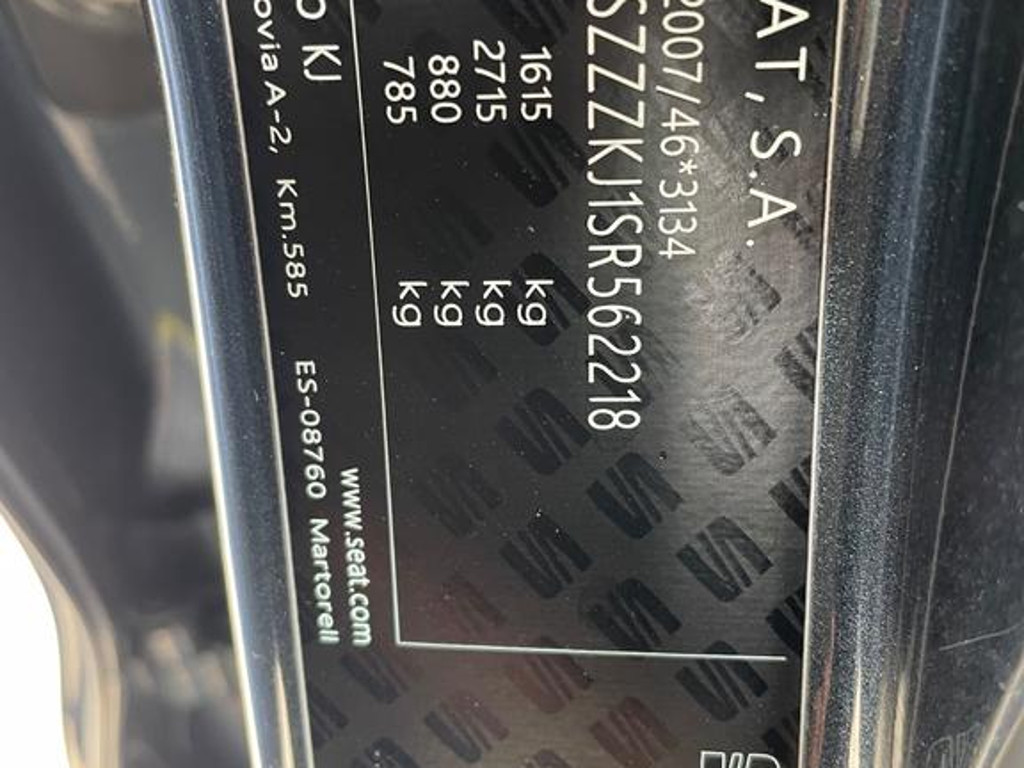 AT, S.A.
2007/46*3134
SZZZKJ1SR562218
1615 kg
2715 kg
880 kg
785 kg
KJ
www.seat.com
ovia A-2, Km.585 ES-08760 Martorell